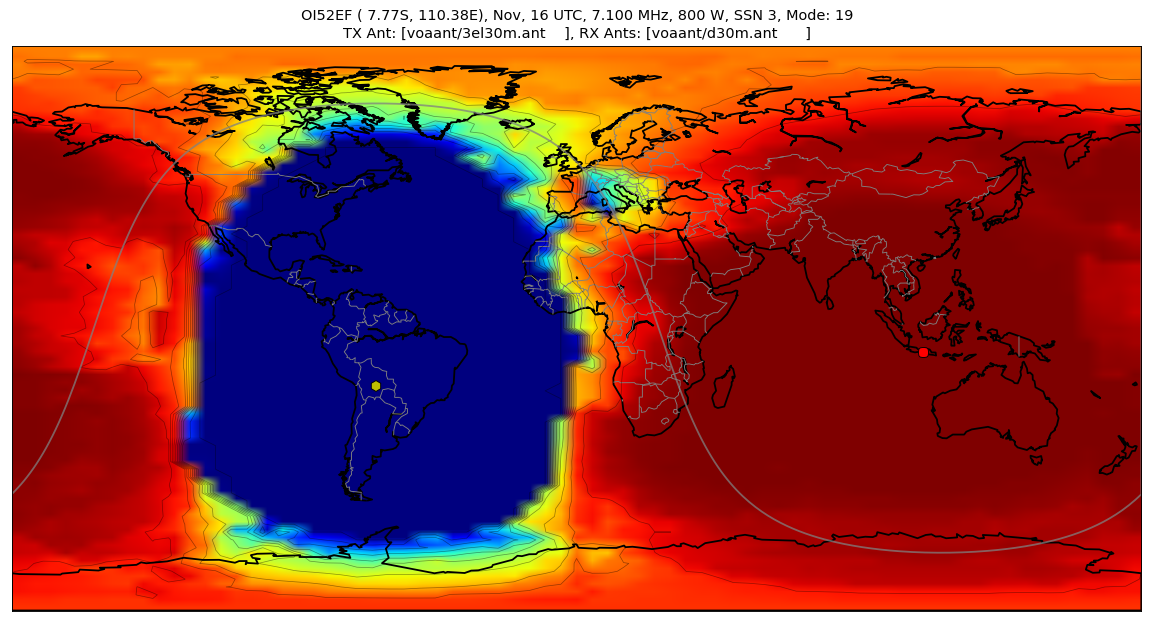 OI52EF ( 7.77S, 110.38E), Nov, 16 UTC, 7.100 MHz, 800 W, SSN 3, Mode: 19
TX Ant: [voaant/3el30m.ant    ], RX Ants: [voaant/d30m.ant      ]